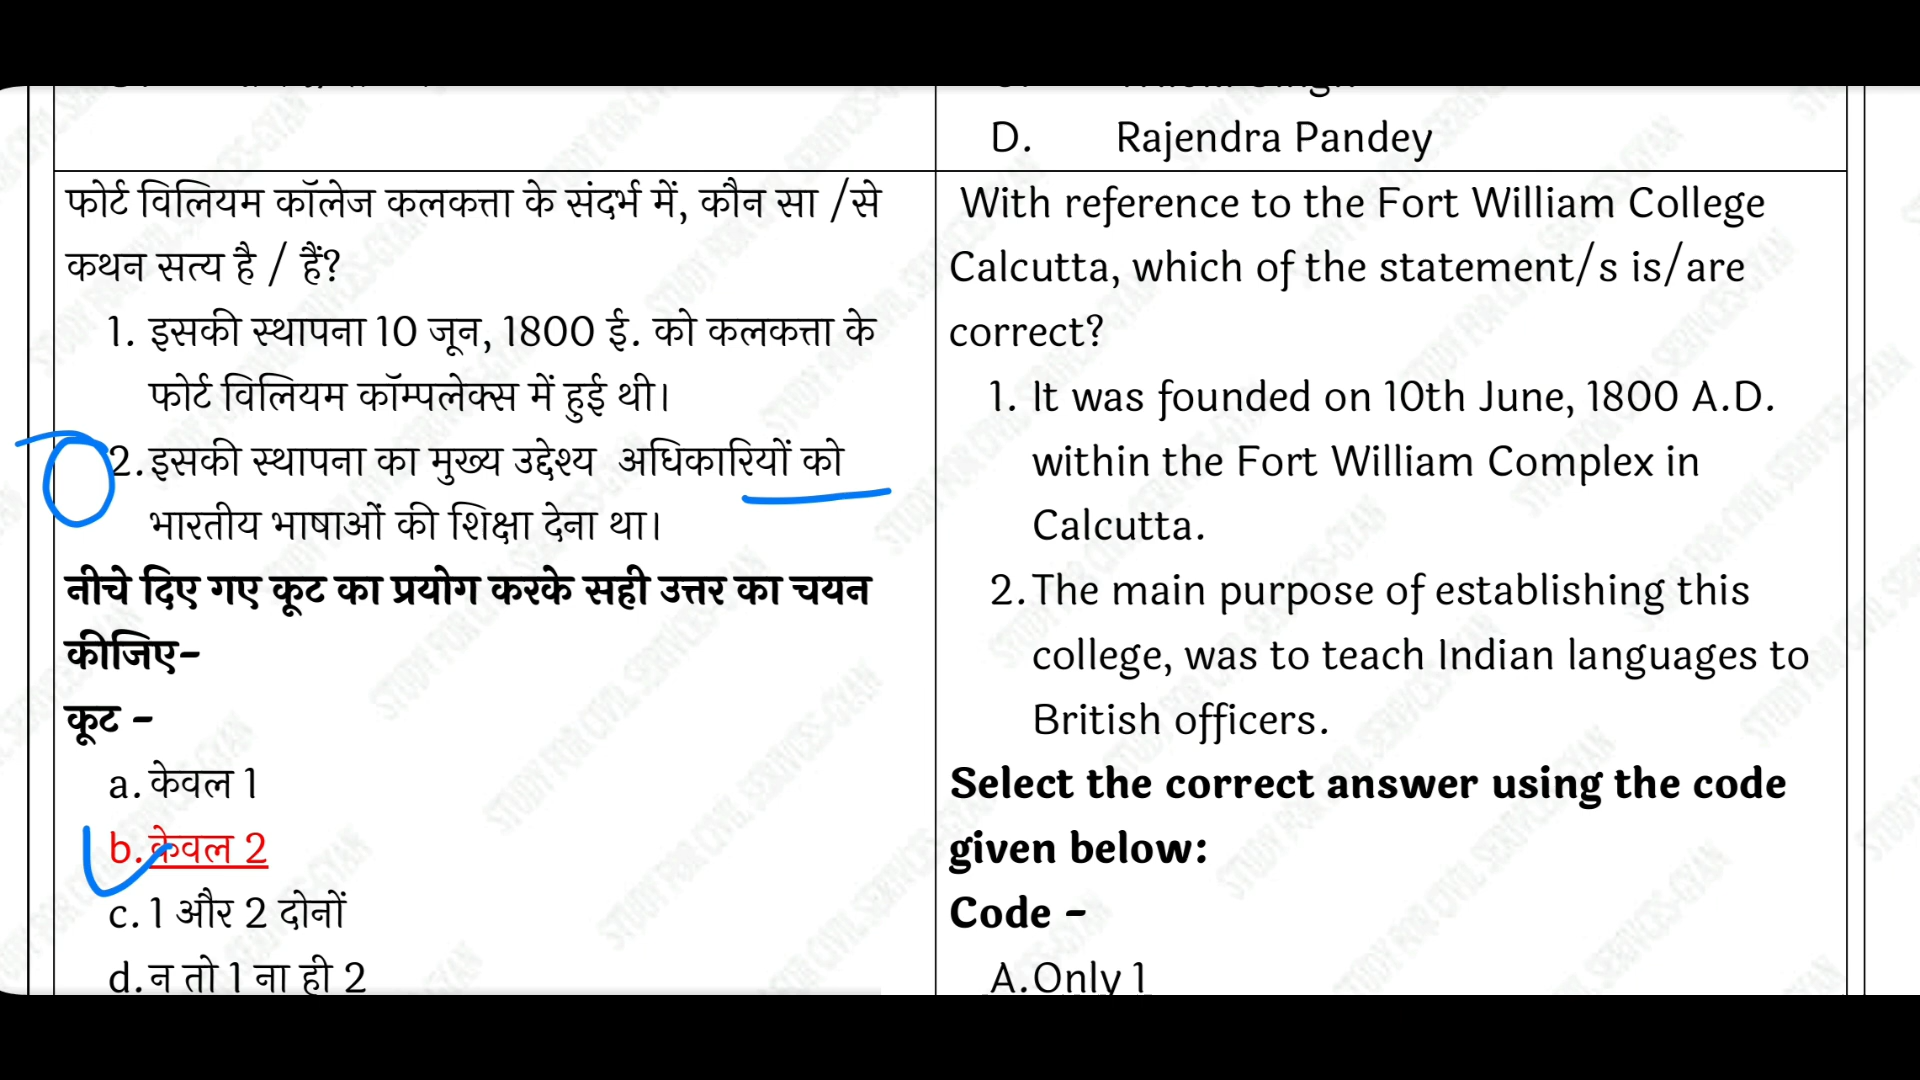 D. Rajendra Pandey
फोर्ट विलियम कॉलेज कलकत्ता के संदर्भ में, कौन सा /से
कथन सत्य है / हैं?
1. इसकी स्थापना 10 जून, 1800 ई. को कलकत्ता के
फोर्ट विलियम कॉम्पलेक्स में हुई थी।
2. इसकी स्थापना का मुख्य उद्देश्य अधिकारियों को
भारतीय भाषाओं की शिक्षा देना था।
नीचे दिए गए कूट का प्रयोग करके सही उत्तर का चयन
कीजिए-
कूट -
a. केवल 1
b. केवल 2
c. 1 और 2 दोनों
d. न तो 1 ना ही 2
With reference to the Fort William College
Calcutta, which of the statement/s is/are
correct?
1. It was founded on 10th June, 1800 A.D.
within the Fort William Complex in
Calcutta.
2. The main purpose of establishing this
college, was to teach Indian languages to
British officers.
Select the correct answer using the code
given below:
Code -
A. Only 1